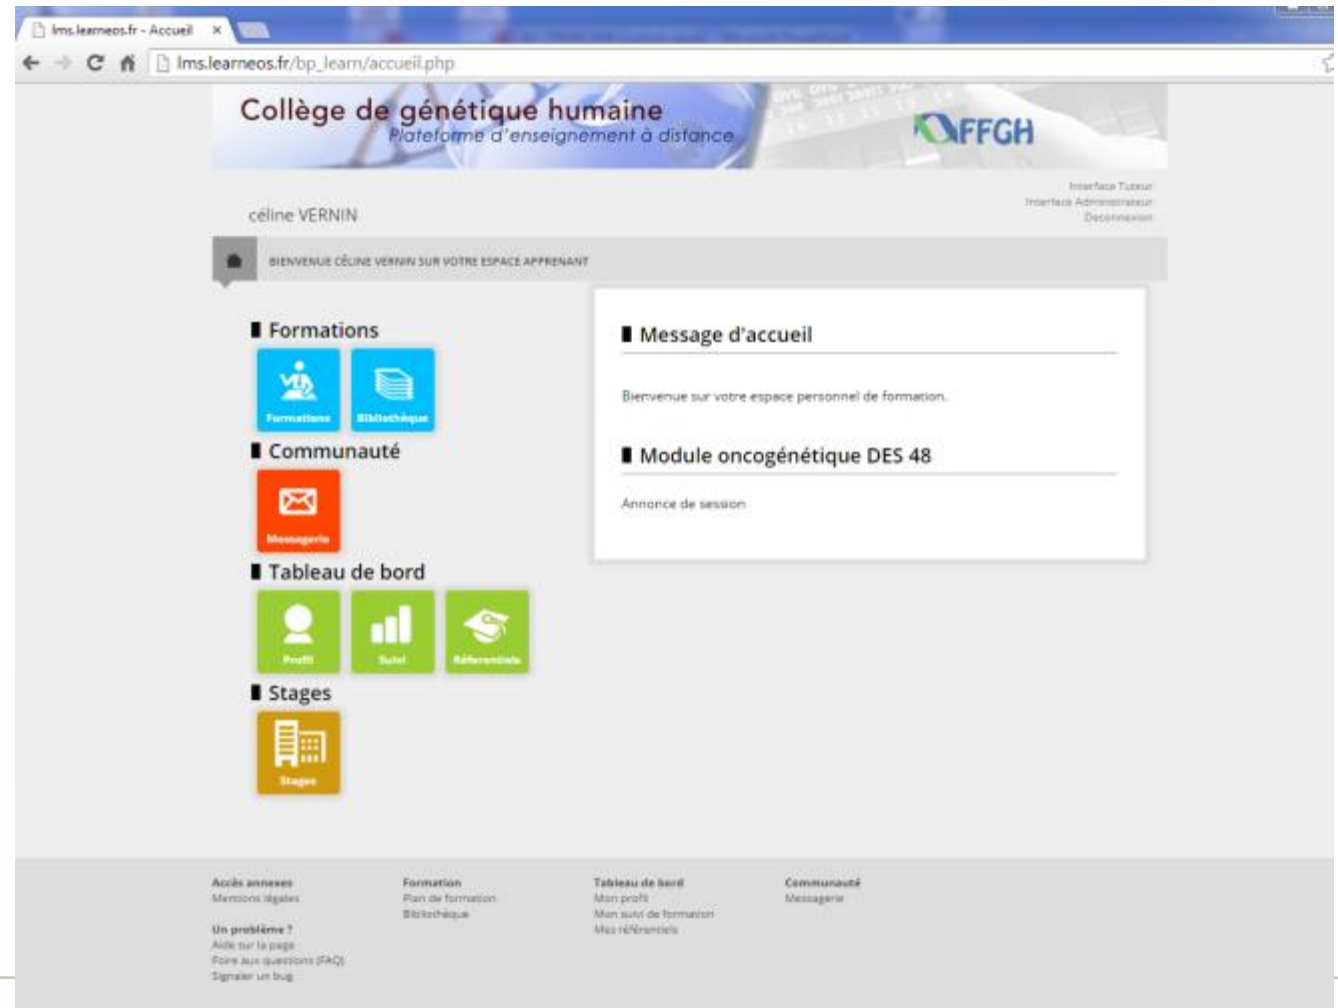 lms.learneos.fr - Accueil
lms.learneos.fr/bp_learn/accueil.php
Collège de génétique humaine
Plateforme d'enseignement à distance
FFGH
Interface Tuteur
céline VERNIN
Interface Administrateur
Deconnexion
BIENVENUE CÉLINE VERNIN SUR VOTRE ESPACE APPRENANT
Formations
Formations
Bibliothèque
Communauté
Messagerie
Tableau de bord
Profil
Suivi
Réferentiels
Stages
Stages
Message d'accueil
Bienvenue sur votre espace personnel de formation.
Module oncogénétique DES 48
Annonce de session
Accès annexes
Mentions légales
Un problème ?
Aide sur la page
Foire aux questions (FAQ)
Signaler un bug
Formation
Plan de formation
Bibliothèque
Tableau de bord
Mon profil
Mon suivi de formation
Mes référentiels
Communauté
Messagerie